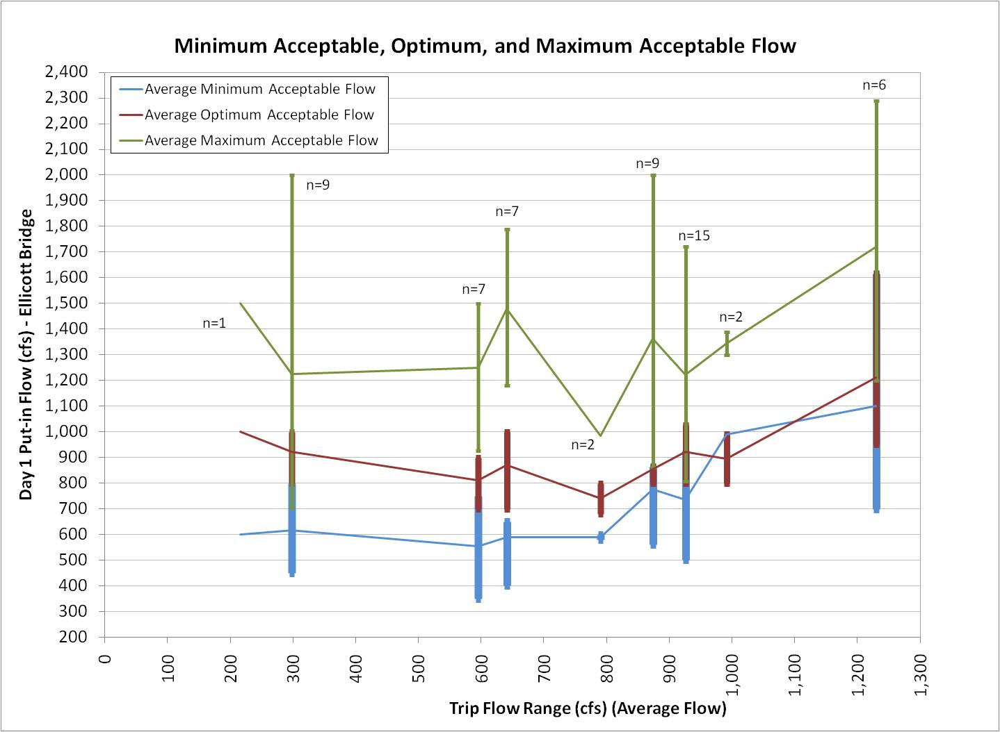 Minimum Acceptable, Optimum, and Maximum Acceptable Flow
2,400
2,300
2,200
2,100
2,000
1,900
1,800
1,700
1,600
1,500
1,400
1,300
1,200
1,100
1,000
900
800
700
600
500
400
300
200
Day 1 Put-in Flow (cfs) - Ellicott Bridge
Average Minimum Acceptable Flow
Average Optimum Acceptable Flow
Average Maximum Acceptable Flow
n=1
n=9
n=7
n=7
n=2
n=9
n=15
n=2
n=6
0
100
200
300
400
500
600
700
800
900
1,000
1,100
1,200
1,300
Trip Flow Range (cfs) (Average Flow)